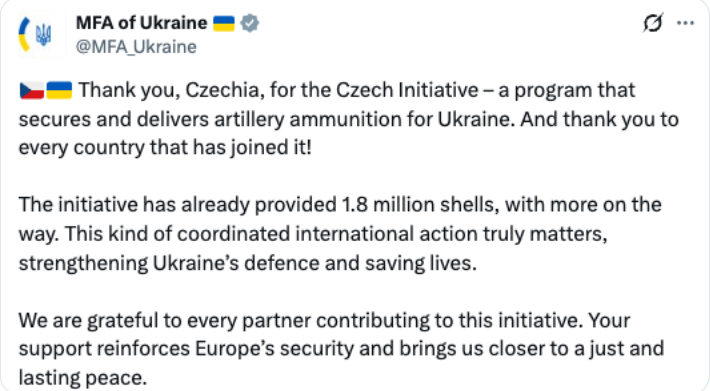 MFA of Ukraine 🇺🇦
@MFA_Ukraine
🇨🇿🇺🇦 Thank you, Czechia, for the Czech Initiative – a program that
secures and delivers artillery ammunition for Ukraine. And thank you to
every country that has joined it!
The initiative has already provided 1.8 million shells, with more on the
way. This kind of coordinated international action truly matters,
strengthening Ukraine’s defence and saving lives.
We are grateful to every partner contributing to this initiative. Your
support reinforces Europe’s security and brings us closer to a just and
lasting peace.